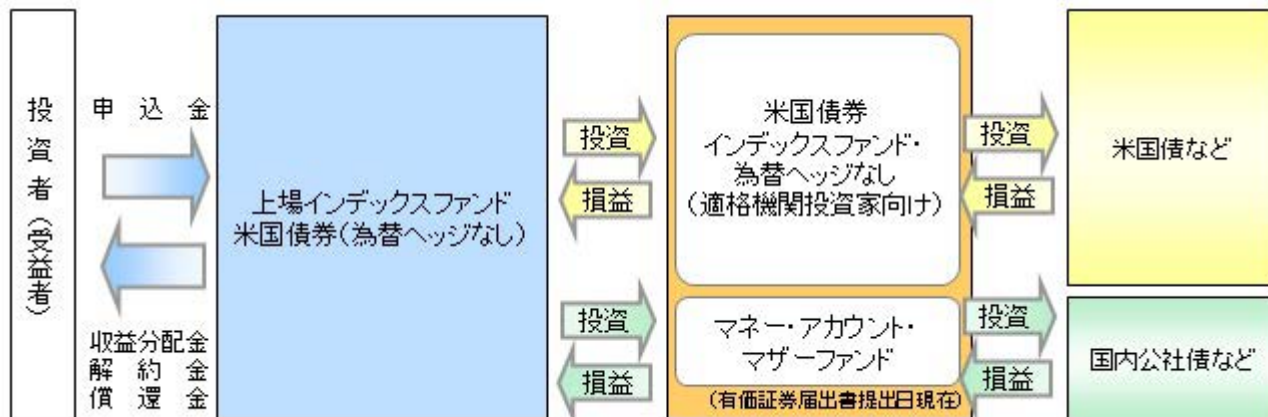 投資者(受益者)
申込金
収益分配金
解約金
償還金
上場インデックスファンド
米国債券(為替ヘッジなし)
投資
損益
投資
損益
米国債券
インデックスファンド・
為替ヘッジなし
(適格機関投資家向け)
マネー・アカウント・
マザーファンド
(有価証券届出書提出日現在)
投資
損益
投資
損益
米国債など
国内公社債など